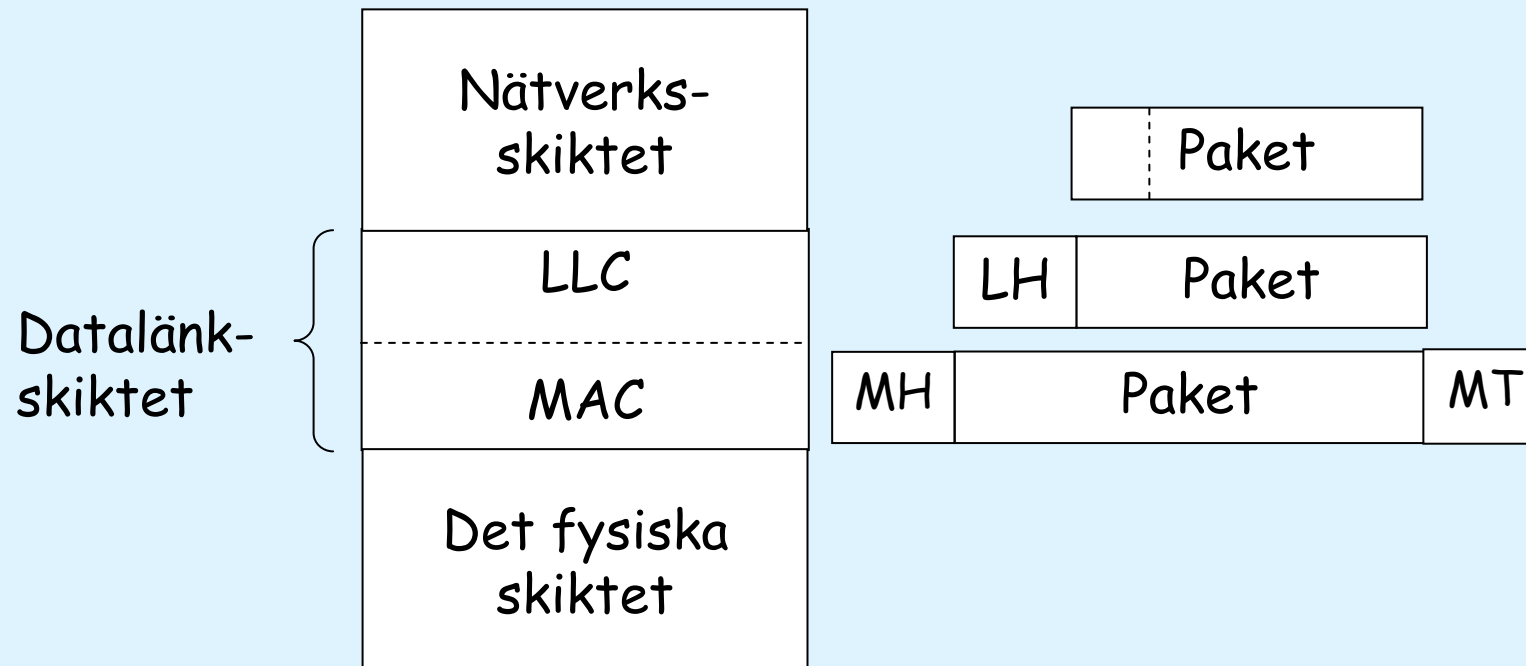 Nätverks-
skiktet
Paket
LLC
LH
Paket
Datalänk-
skiktet
MAC
MH
Paket
MT
Det fysiska
skiktet